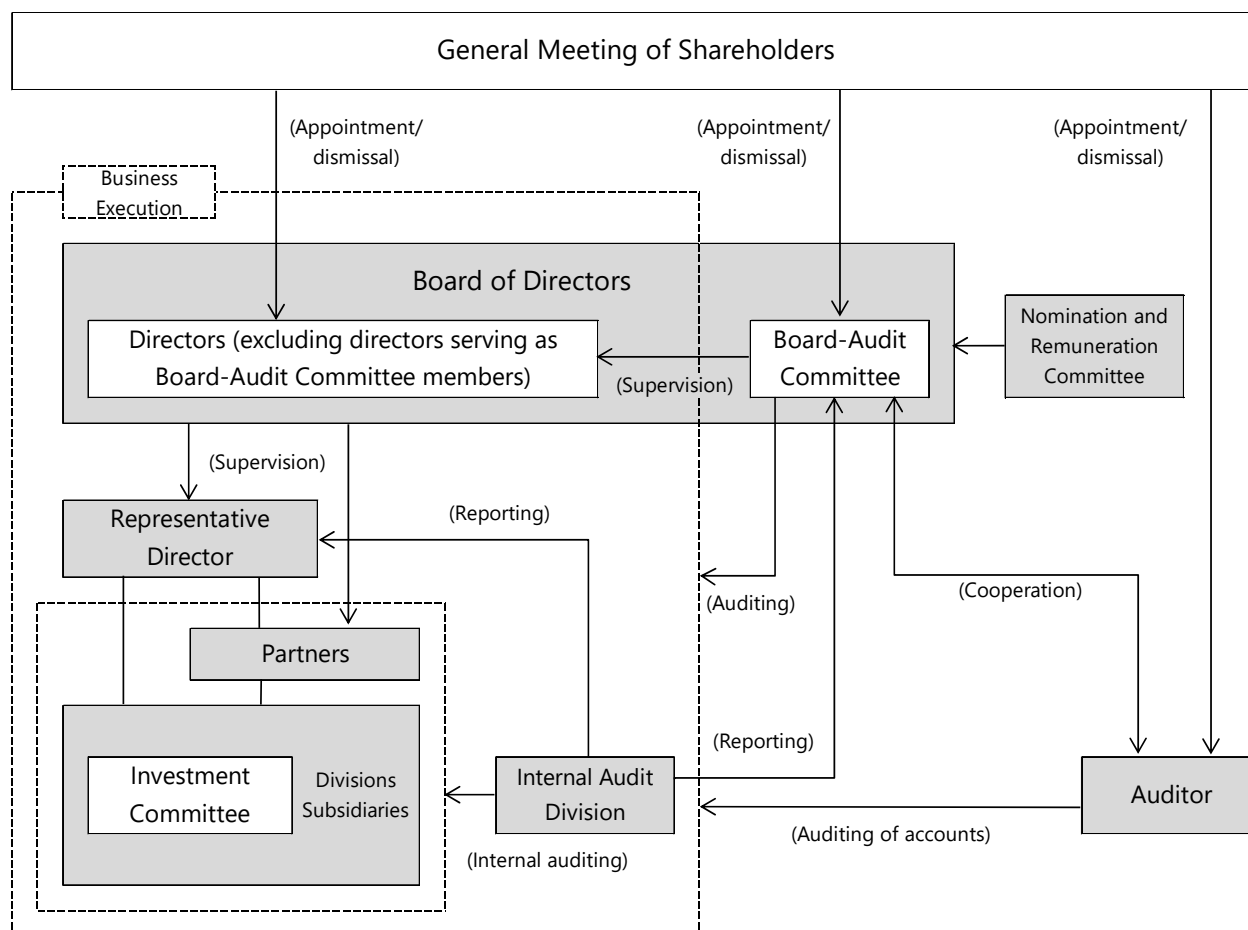 General Meeting of Shareholders
(Appointment/
dismissal)
(Appointment/
dismissal)
(Appointment/
dismissal)
Business
Execution
Board of Directors
Directors (excluding directors serving as
Board-Audit Committee members)
(Supervision)
Board-Audit
Committee
Nomination and
Remuneration
Committee
(Supervision)
Representative
Director
(Reporting)
(Auditing)
(Cooperation)
Partners
Investment
Committee
Divisions
Subsidiaries
Internal Audit
Division
(Reporting)
Auditor
(Internal auditing)
(Auditing of accounts)